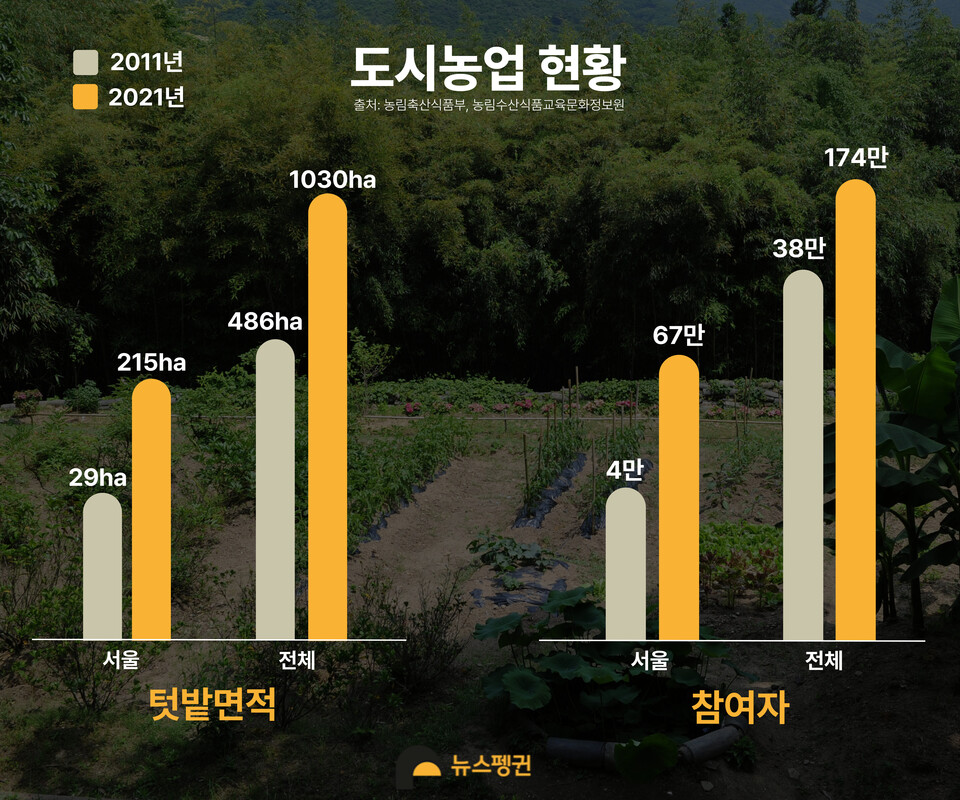 2011년
2021년
도시농업 현황
출처: 농림축산식품부, 농림수산식품교육문화정보원
29ha
215ha
486ha
1030ha
서울
전체
텃밭면적
4만
67만
38만
174만
서울
전체
참여자
뉴스펭귄